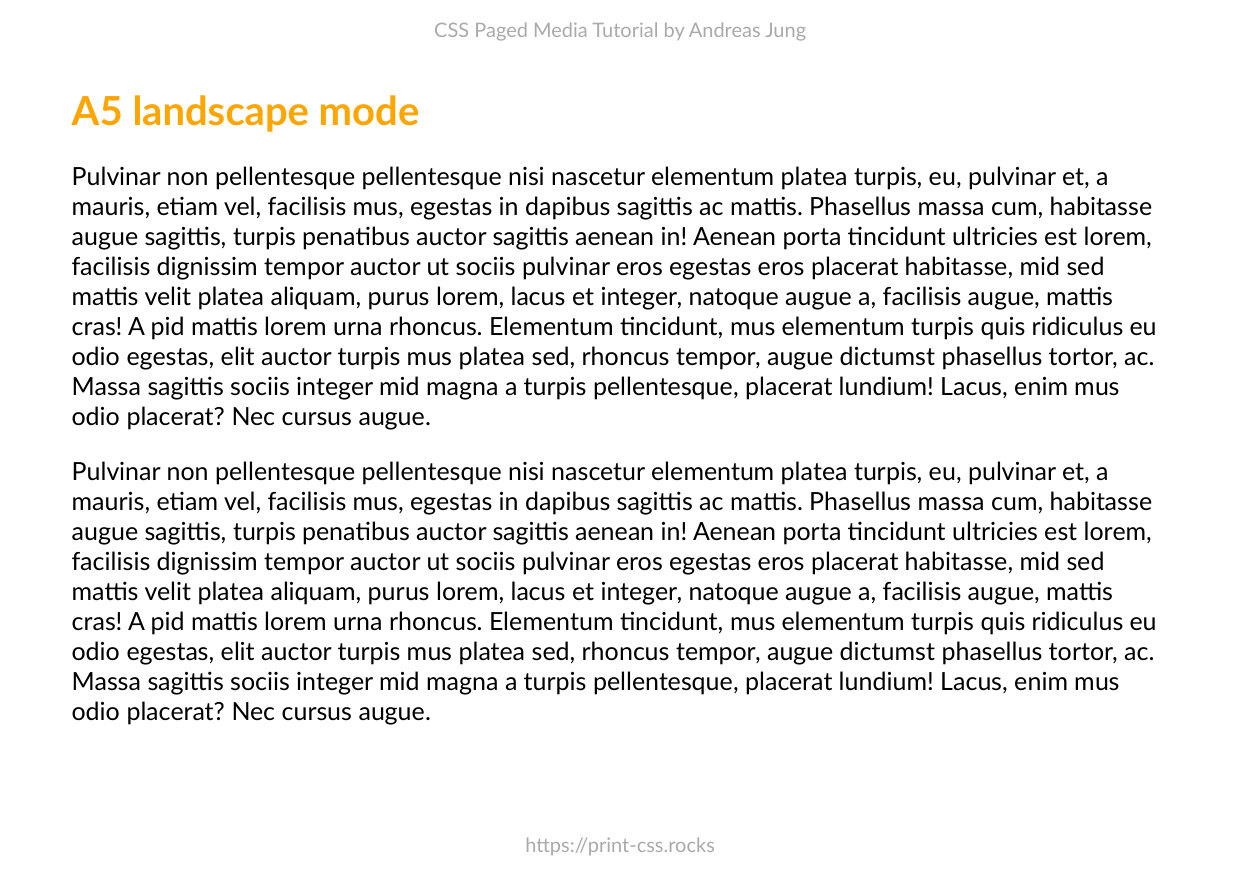 CSS Paged Media Tutorial by Andreas Jung
A5 landscape mode
Pulvinar non pellentesque pellentesque nisi nascetur elementum platea turpis, eu, pulvinar et, a
mauris, etiam vel, facilisis mus, egestas in dapibus sagittis ac mattis. Phasellus massa cum, habitasse
augue sagittis, turpis penatibus auctor sagittis aenean in! Aenean porta tincidunt ultricies est lorem,
facilisis dignissim tempor auctor ut sociis pulvinar eros egestas eros placerat habitasse, mid sed
mattis velit platea aliquam, purus lorem, lacus et integer, natoque augue a, facilisis augue, mattis
cras! A pid mattis lorem urna rhoncus. Elementum tincidunt, mus elementum turpis quis ridiculus eu
odio egestas, elit auctor turpis mus platea sed, rhoncus tempor, augue dictumst phasellus tortor, ac.
Massa sagittis sociis integer mid magna a turpis pellentesque, placerat lundium! Lacus, enim mus
odio placerat? Nec cursus augue.
Pulvinar non pellentesque pellentesque nisi nascetur elementum platea turpis, eu, pulvinar et, a
mauris, etiam vel, facilisis mus, egestas in dapibus sagittis ac mattis. Phasellus massa cum, habitasse
augue sagittis, turpis penatibus auctor sagittis aenean in! Aenean porta tincidunt ultricies est lorem,
facilisis dignissim tempor auctor ut sociis pulvinar eros egestas eros placerat habitasse, mid sed
mattis velit platea aliquam, purus lorem, lacus et integer, natoque augue a, facilisis augue, mattis
cras! A pid mattis lorem urna rhoncus. Elementum tincidunt, mus elementum turpis quis ridiculus eu
odio egestas, elit auctor turpis mus platea sed, rhoncus tempor, augue dictumst phasellus tortor, ac.
Massa sagittis sociis integer mid magna a turpis pellentesque, placerat lundium! Lacus, enim mus
odio placerat? Nec cursus augue.
https://print-css.rocks